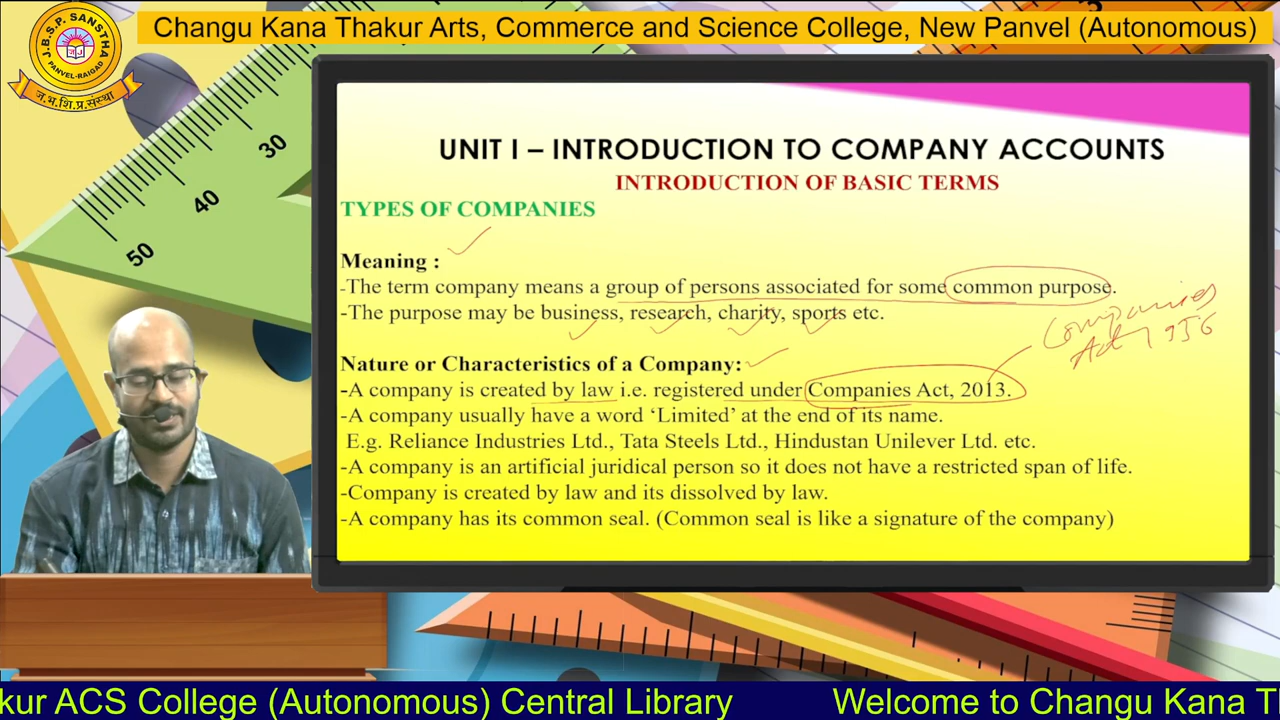 Changu Kana Thakur Arts, Commerce and Science College, New Panvel (Autonomous)
J.B.S.P. SANSTHA
PANVEL-RAIGAD
ज.भ.शि.प्र.संस्था
30
40
50
UNIT I – INTRODUCTION TO COMPANY ACCOUNTS
INTRODUCTION OF BASIC TERMS
TYPES OF COMPANIES
Meaning :
-The term company means a group of persons associated for some common purpose.
-The purpose may be business, research, charity, sports etc.
Companies
Act 1956
Nature or Characteristics of a Company:
-A company is created by law i.e. registered under Companies Act, 2013.
-A company usually have a word ‘Limited’ at the end of its name.
E.g. Reliance Industries Ltd., Tata Steels Ltd., Hindustan Unilever Ltd. etc.
-A company is an artificial juridical person so it does not have a restricted span of life.
-Company is created by law and its dissolved by law.
-A company has its common seal. (Common seal is like a signature of the company)
kur ACS College (Autonomous) Central Library Welcome to Changu Kana T